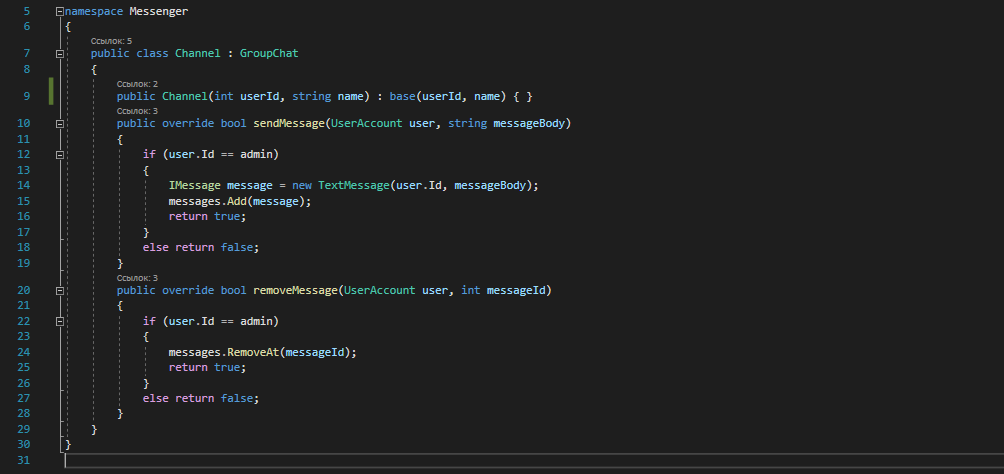 5 namespace Messenger
6 {
Ссылок: 5
7 public class Channel : GroupChat
8 {
Ссылок: 2
9 public Channel(int userId, string name) : base(userId, name) { }
Ссылок: 3
10 public override bool sendMessage(UserAccount user, string messageBody)
11 {
12 if (user.Id == admin)
13 {
14 IMessage message = new TextMessage(user.Id, messageBody);
15 messages.Add(message);
16 return true;
17 }
18 else return false;
19 }
Ссылок: 3
20 public override bool removeMessage(UserAccount user, int messageId)
21 {
22 if (user.Id == admin)
23 {
24 messages.RemoveAt(messageId);
25 return true;
26 }
27 else return false;
28 }
29 }
30 }
31